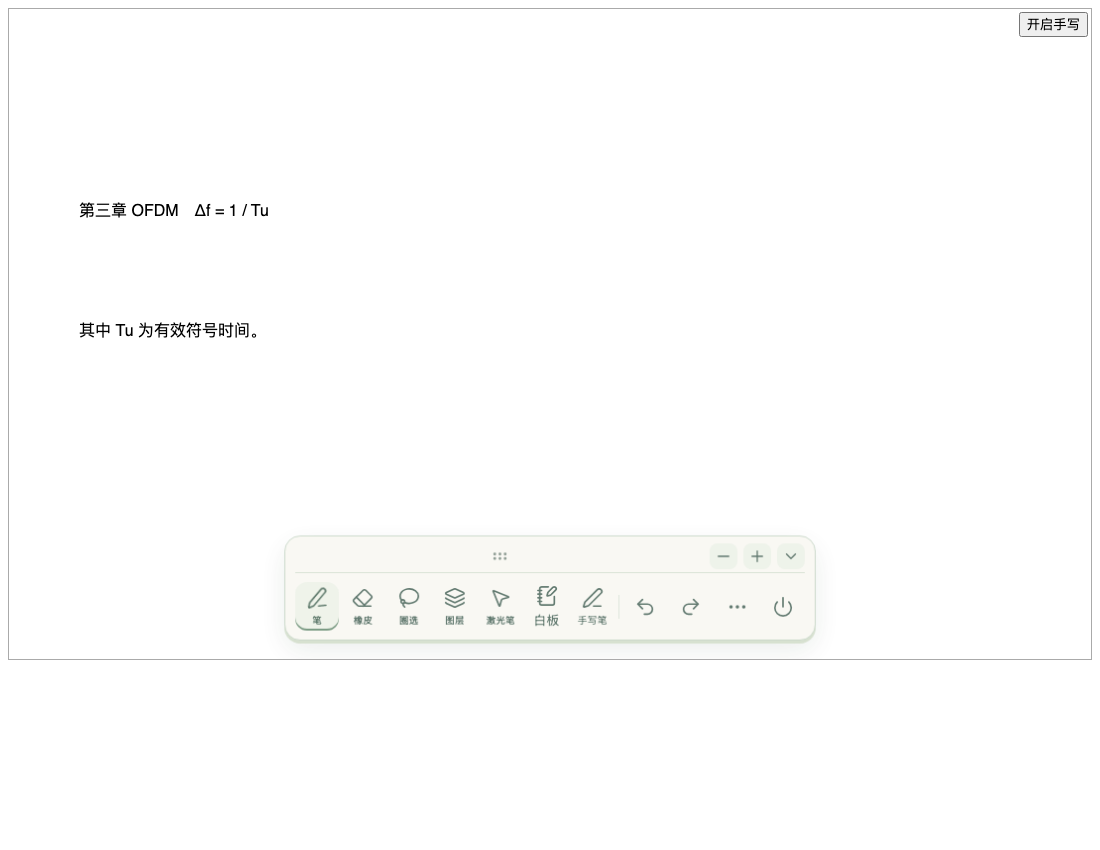 开启手写
第三章 OFDM Δf = 1 / Tu
其中 Tu 为有效符号时间。
笔 橡皮 圈选 图层 激光笔 白板 手写笔